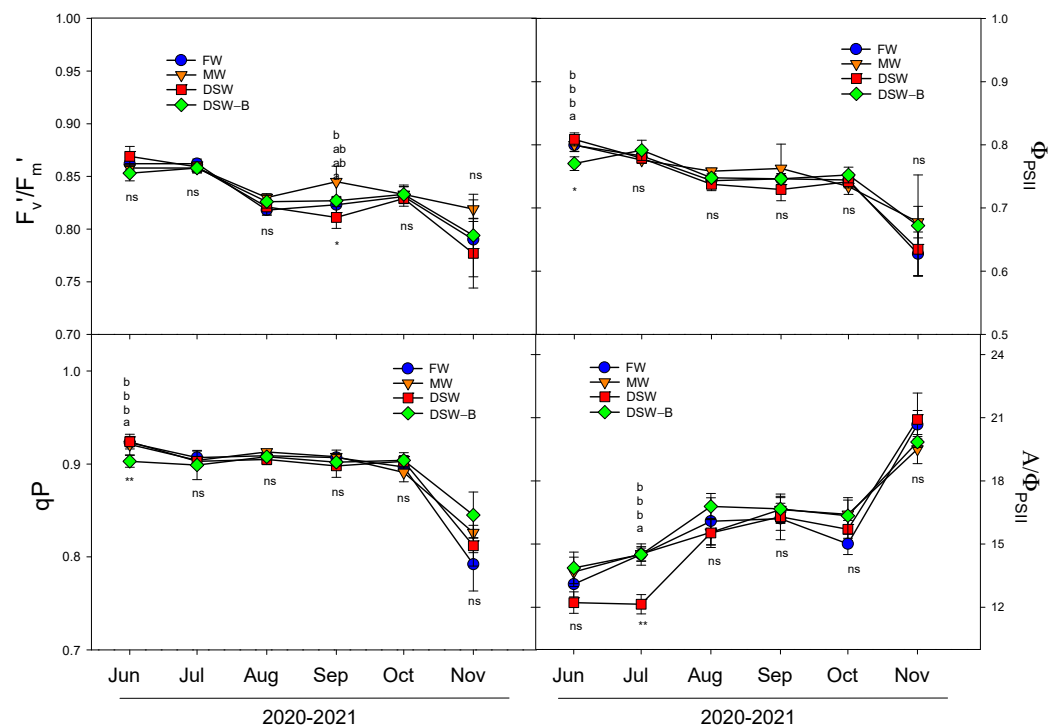 1.00
0.95
0.90
0.85
0.80
0.75
0.70
Fv'/Fm'
FW
MW
DSW
DSW–B
ns
ns
ns
b
ab
ab
a
*
ns
ns
1.0
0.9
0.8
0.7
0.6
0.5
ΦPSII
FW
MW
DSW
DSW–B
b
b
b
a
*
ns
ns
ns
ns
ns
1.0
0.9
0.8
0.7
qP
FW
MW
DSW
DSW–B
b
b
b
a
**
ns
ns
ns
ns
ns
24
21
18
15
12
A/ΦPSII
FW
MW
DSW
DSW–B
ns
b
b
b
a
**
ns
ns
ns
ns
Jun Jul Aug Sep Oct Nov
2020-2021
Jun Jul Aug Sep Oct Nov
2020-2021